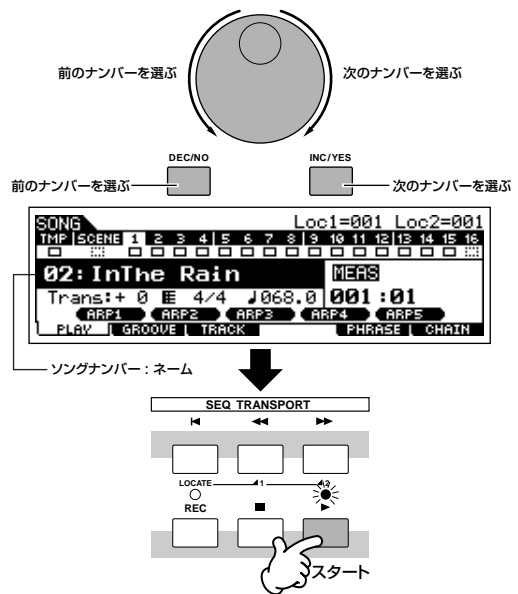 前のナンバーを選ぶ
次のナンバーを選ぶ
DEC/NO
INC/YES
前のナンバーを選ぶ
次のナンバーを選ぶ
SONG Loc1=001 Loc2=001
TMP SCENE 1 2 3 4 5 6 7 8 9 10 11 12 13 14 15 16
02:InThe Rain MEAS
Trans:+ 0 4/4 ♩068.0 001:01
ARP1 ARP2 ARP3 ARP4 ARP5
PLAY GROOVE TRACK PHRASE CHAIN
ソングナンバー：ネーム
SEQ TRANSPORT
LOCATE 1 2
REC
スタート